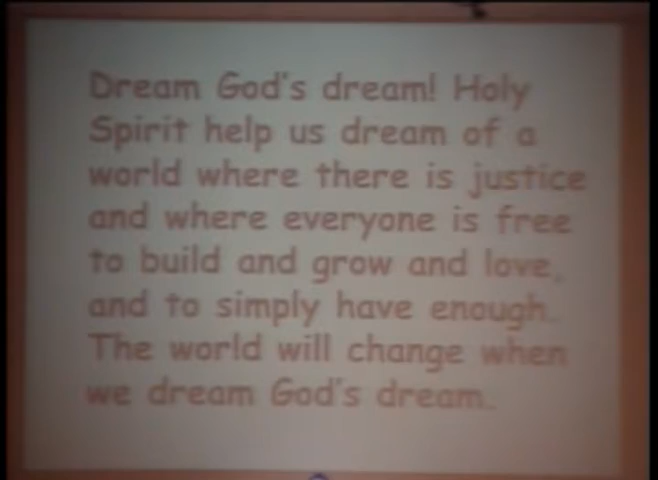 Dream God's dream! Holy
Spirit help us dream of a
world where there is justice
and where everyone is free
to build and grow and love,
and to simply have enough.
The world will change when
we dream God's dream.